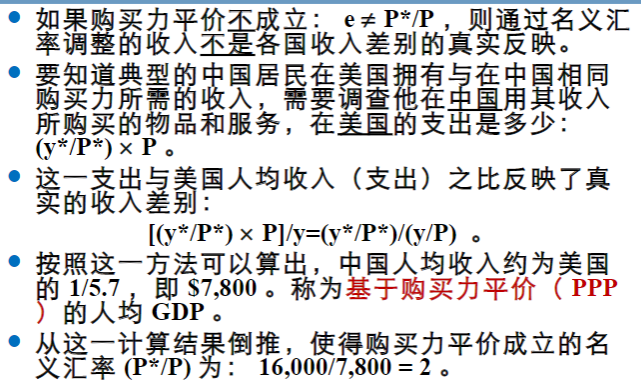 如果购买力平价不成立： e ≠ P*/P ，则通过名义汇
率调整的收入不是各国收入差别的真实反映。
要知道典型的中国居民在美国拥有与在中国相同
购买力所需的收入，需要调查他在中国用其收入
所购买的物品和服务，在美国的支出是多少：
(y*/P*) × P 。
这一支出与美国人均收入（支出）之比反映了真
实的收入差别：
[(y*/P*) × P]/y=(y*/P*)/(y/P) 。
按照这一方法可以算出，中国人均收入约为美国
的 1/5.7 ，即 $7,800 。称为基于购买力平价（ PPP
）的人均 GDP 。
从这一计算结果倒推，使得购买力平价成立的名
义汇率 (P*/P) 为： 16,000/7,800 = 2 。